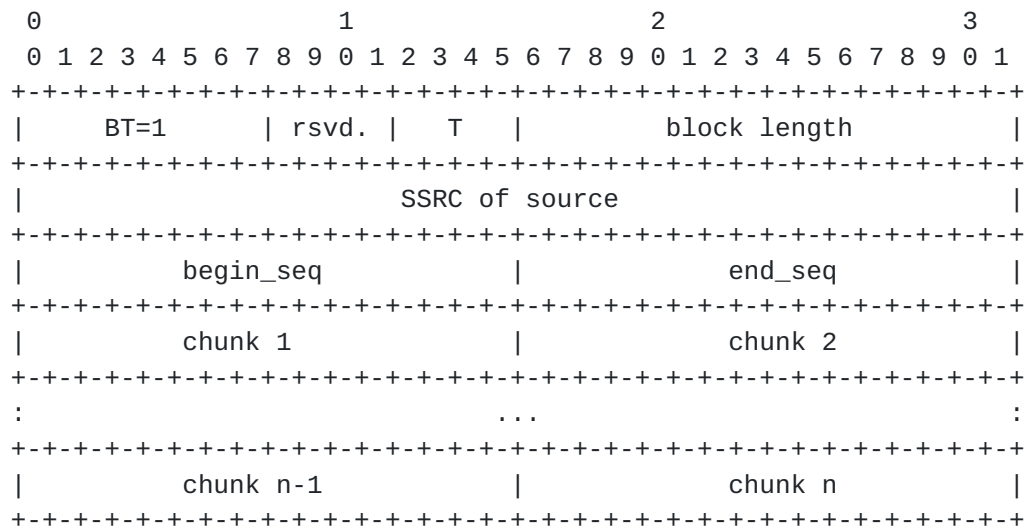 0                   1                   2                   3
 0 1 2 3 4 5 6 7 8 9 0 1 2 3 4 5 6 7 8 9 0 1 2 3 4 5 6 7 8 9 0 1
+-+-+-+-+-+-+-+-+-+-+-+-+-+-+-+-+-+-+-+-+-+-+-+-+-+-+-+-+-+-+-+-+
|     BT=1      | rsvd. |   T   |         block length          |
+-+-+-+-+-+-+-+-+-+-+-+-+-+-+-+-+-+-+-+-+-+-+-+-+-+-+-+-+-+-+-+-+
|                        SSRC of source                         |
+-+-+-+-+-+-+-+-+-+-+-+-+-+-+-+-+-+-+-+-+-+-+-+-+-+-+-+-+-+-+-+-+
|          begin_seq            |             end_seq           |
+-+-+-+-+-+-+-+-+-+-+-+-+-+-+-+-+-+-+-+-+-+-+-+-+-+-+-+-+-+-+-+-+
|          chunk 1              |             chunk 2           |
+-+-+-+-+-+-+-+-+-+-+-+-+-+-+-+-+-+-+-+-+-+-+-+-+-+-+-+-+-+-+-+-+
:                              ...                              :
+-+-+-+-+-+-+-+-+-+-+-+-+-+-+-+-+-+-+-+-+-+-+-+-+-+-+-+-+-+-+-+-+
|          chunk n-1            |             chunk n           |
+-+-+-+-+-+-+-+-+-+-+-+-+-+-+-+-+-+-+-+-+-+-+-+-+-+-+-+-+-+-+-+-+